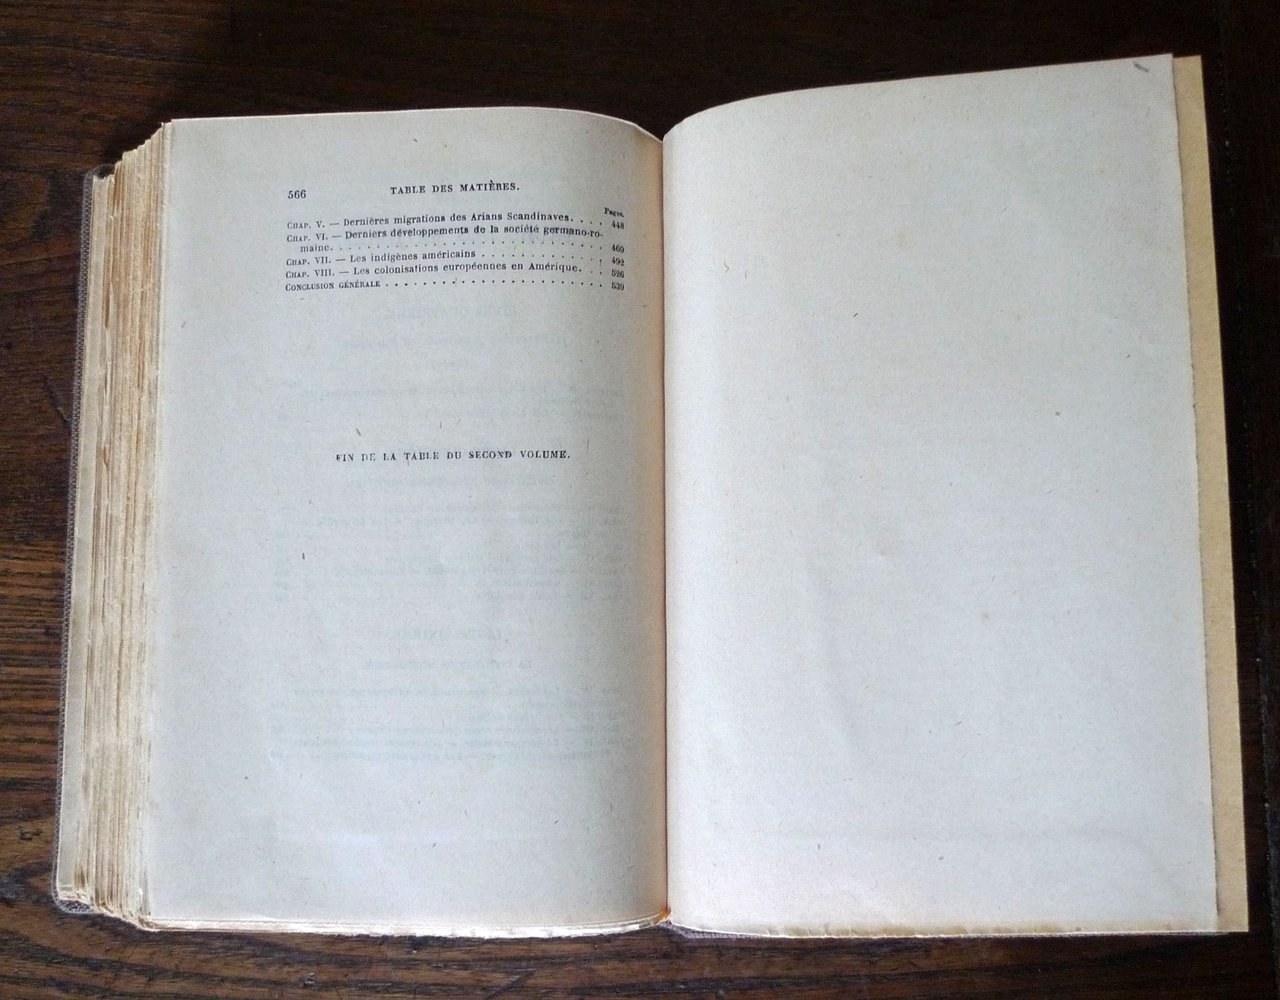 566 TABLE DES MATIÈRES.
Pages.
CHAP. V. — Dernières migrations des Arians Scandinaves. . . . 448
CHAP. VI. — Derniers développements de la société germano-ro-
maine. . . . . . . . . . . . . . . . . . . . . . . . . 469
CHAP. VII. — Les indigènes américains . . . . . . . . . . . 492
CHAP. VIII. — Les colonisations européennes en Amérique. . . 526
CONCLUSION GÉNÉRALE . . . . . . . . . . . . . . . . . . . 539
FIN DE LA TABLE DU SECOND VOLUME.